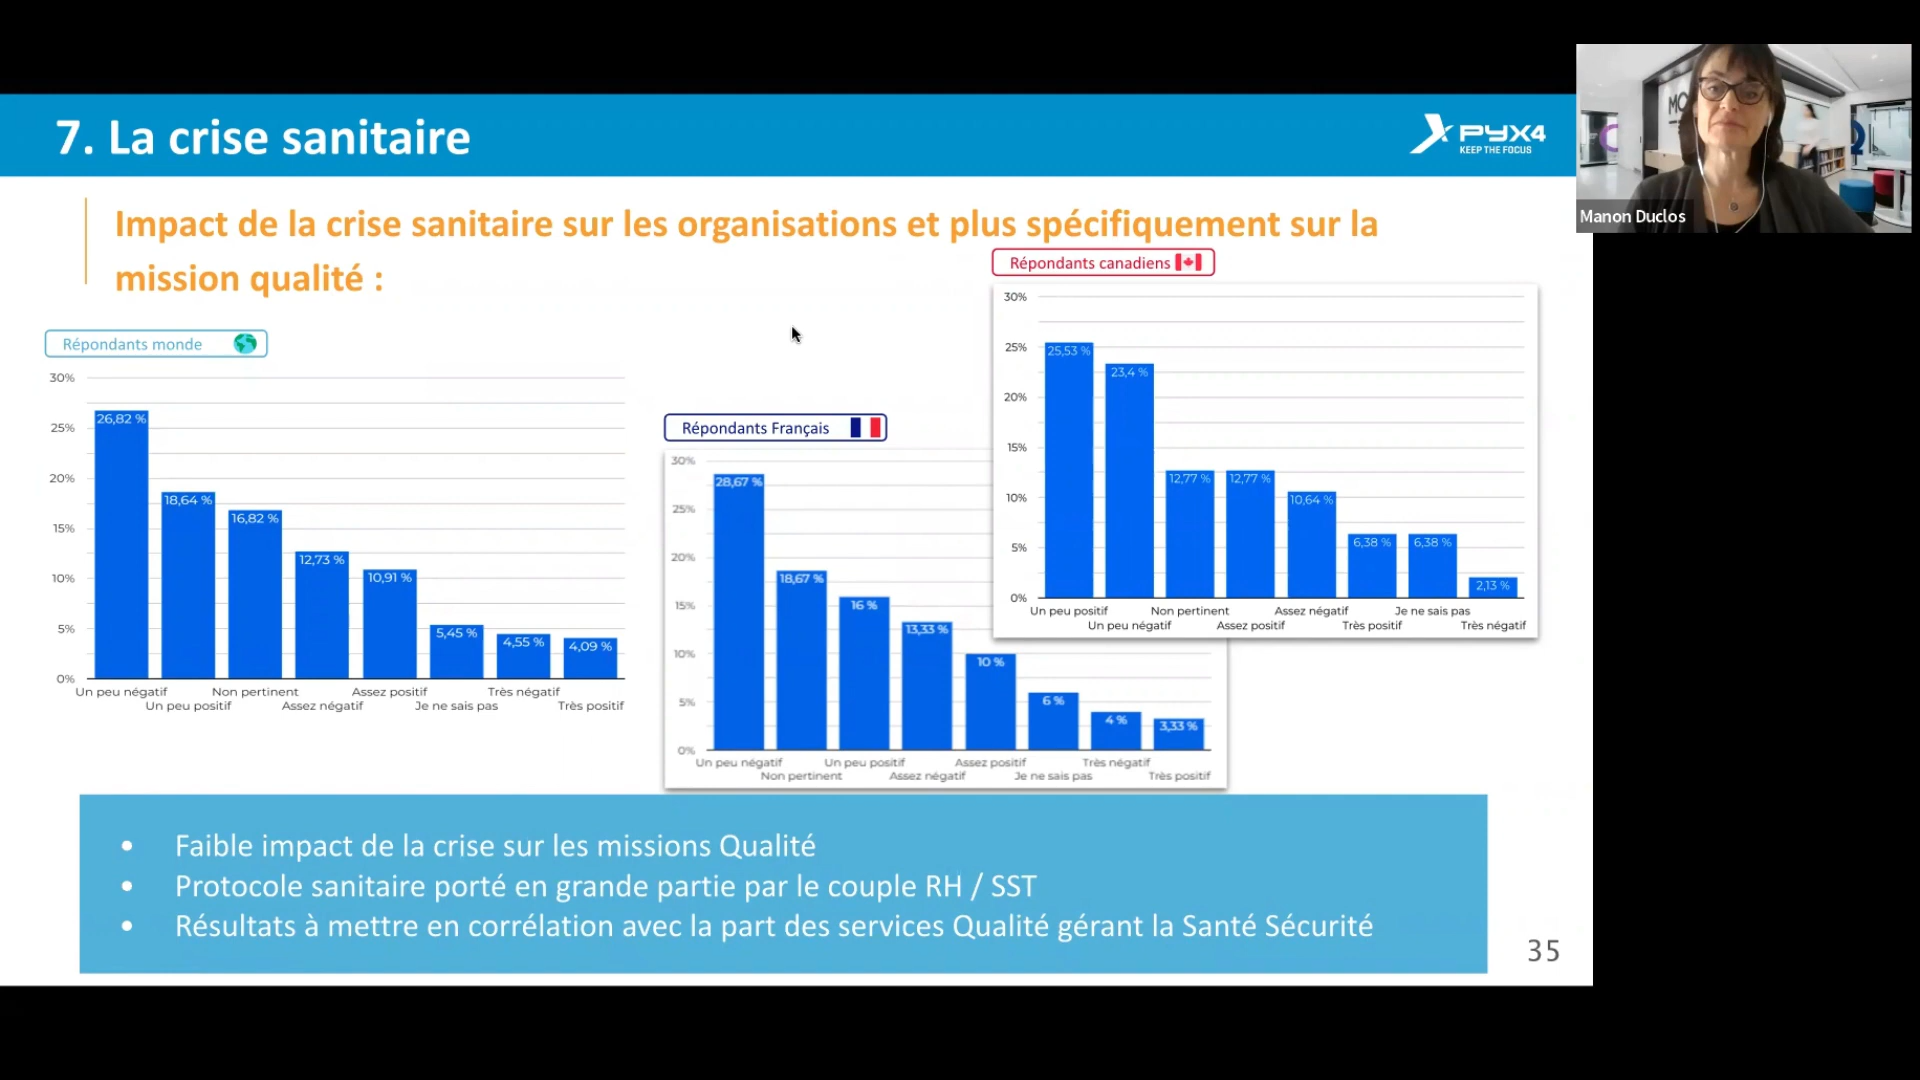 7. La crise sanitaire
PYX4
KEEP THE FOCUS
MO
Manon Duclos
Impact de la crise sanitaire sur les organisations et plus spécifiquement sur la
mission qualité :
Répondants monde
30%
25%
20%
15%
10%
5%
0%
26,82 %
18,64 %
16,82 %
12,73 %
10,91 %
5,45 %
4,55 %
4,09 %
Un peu négatif
Un peu positif
Non pertinent
Assez négatif
Assez positif
Je ne sais pas
Très négatif
Très positif
Répondants Français
30%
25%
20%
15%
10%
5%
0%
28,67 %
18,67 %
16 %
13,33 %
10 %
6 %
4 %
3,33 %
Un peu négatif
Non pertinent
Un peu positif
Assez négatif
Assez positif
Je ne sais pas
Très négatif
Très positif
Répondants canadiens
30%
25%
20%
15%
10%
5%
0%
25,53 %
23,4 %
12,77 %
12,77 %
10,64 %
6,38 %
6,38 %
2,13 %
Un peu positif
Un peu négatif
Non pertinent
Assez positif
Assez négatif
Très positif
Je ne sais pas
Très négatif
• Faible impact de la crise sur les missions Qualité
• Protocole sanitaire porté en grande partie par le couple RH / SST
• Résultats à mettre en corrélation avec la part des services Qualité gérant la Santé Sécurité
35